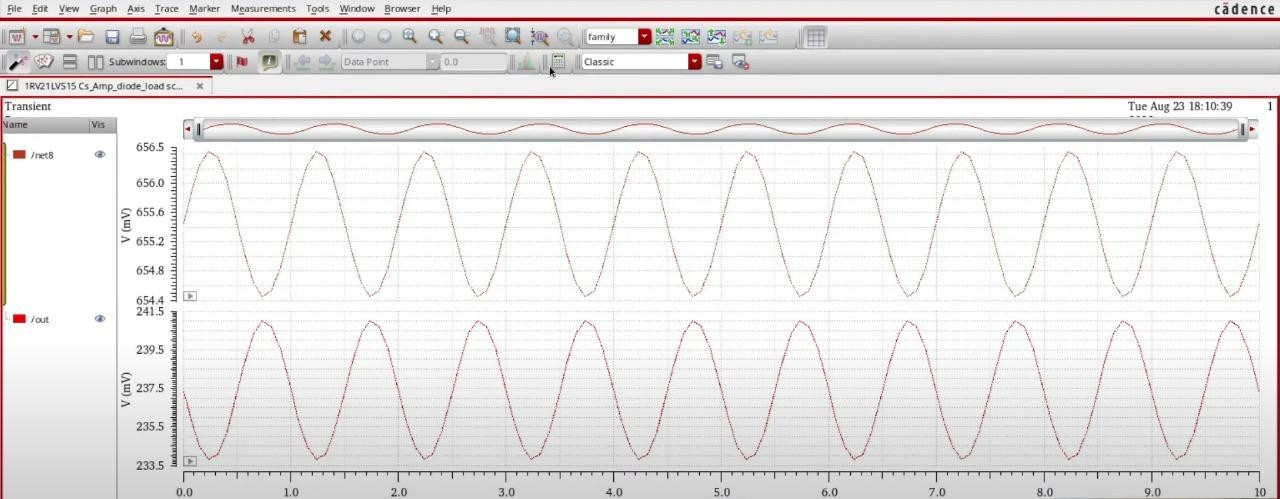 File Edit View Graph Axis Trace Marker Measurements Tools Window Browser Help
cādence
family
Subwindows: 1
Data Point
0.0
Classic
1RV21LVS15 Cs_Amp_diode_load sc...
Transient
Tue Aug 23 18:10:39
1
Name Vis
/net8
656.5
656.0
655.6
655.2
654.8
654.4
V (mV)
/out
241.5
239.5
237.5
235.5
233.5
V (mV)
0.0 1.0 2.0 3.0 4.0 5.0 6.0 7.0 8.0 9.0 10